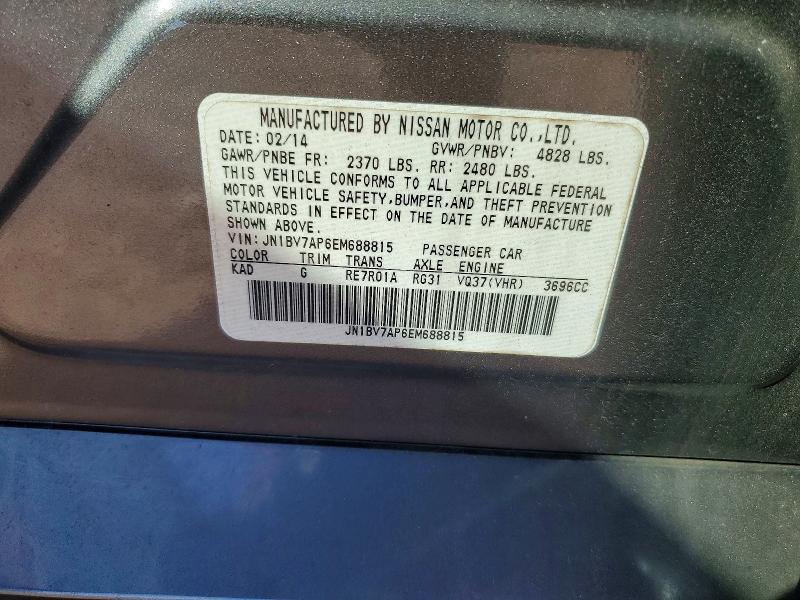 MANUFACTURED BY NISSAN MOTOR CO.,LTD.
DATE: 02/14 GVWR/PNBV: 4828 LBS.
GAWR/PNBE FR: 2370 LBS. RR: 2480 LBS.
THIS VEHICLE CONFORMS TO ALL APPLICABLE FEDERAL
MOTOR VEHICLE SAFETY,BUMPER,AND THEFT PREVENTION
STANDARDS IN EFFECT ON THE DATE OF MANUFACTURE
SHOWN ABOVE.
VIN: JN1BV7AP6EM688815 PASSENGER CAR
COLOR TRIM TRANS AXLE ENGINE
KAD G RE7R01A RG31 VQ37(VHR) 3696CC
JN1BV7AP6EM688815